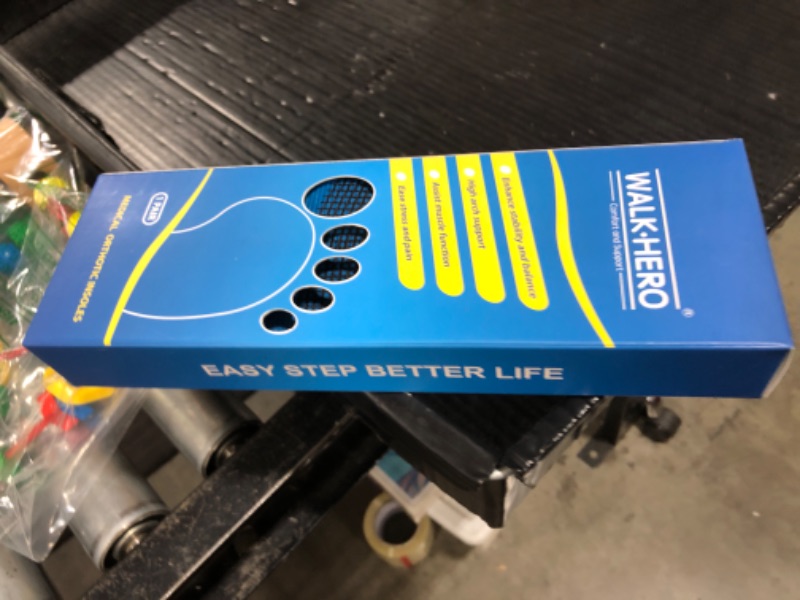 WALK·HERO®
Comfort and Support
Enhance stability and balance
High arch support
Assist muscle function
Ease stress and pain
1 PAIR
MEDICAL ORTHOTIC INSOLES
EASY STEP BETTER LIFE